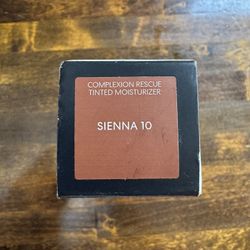 COMPLEXION RESCUE
TINTED MOISTURIZER
SIENNA 10